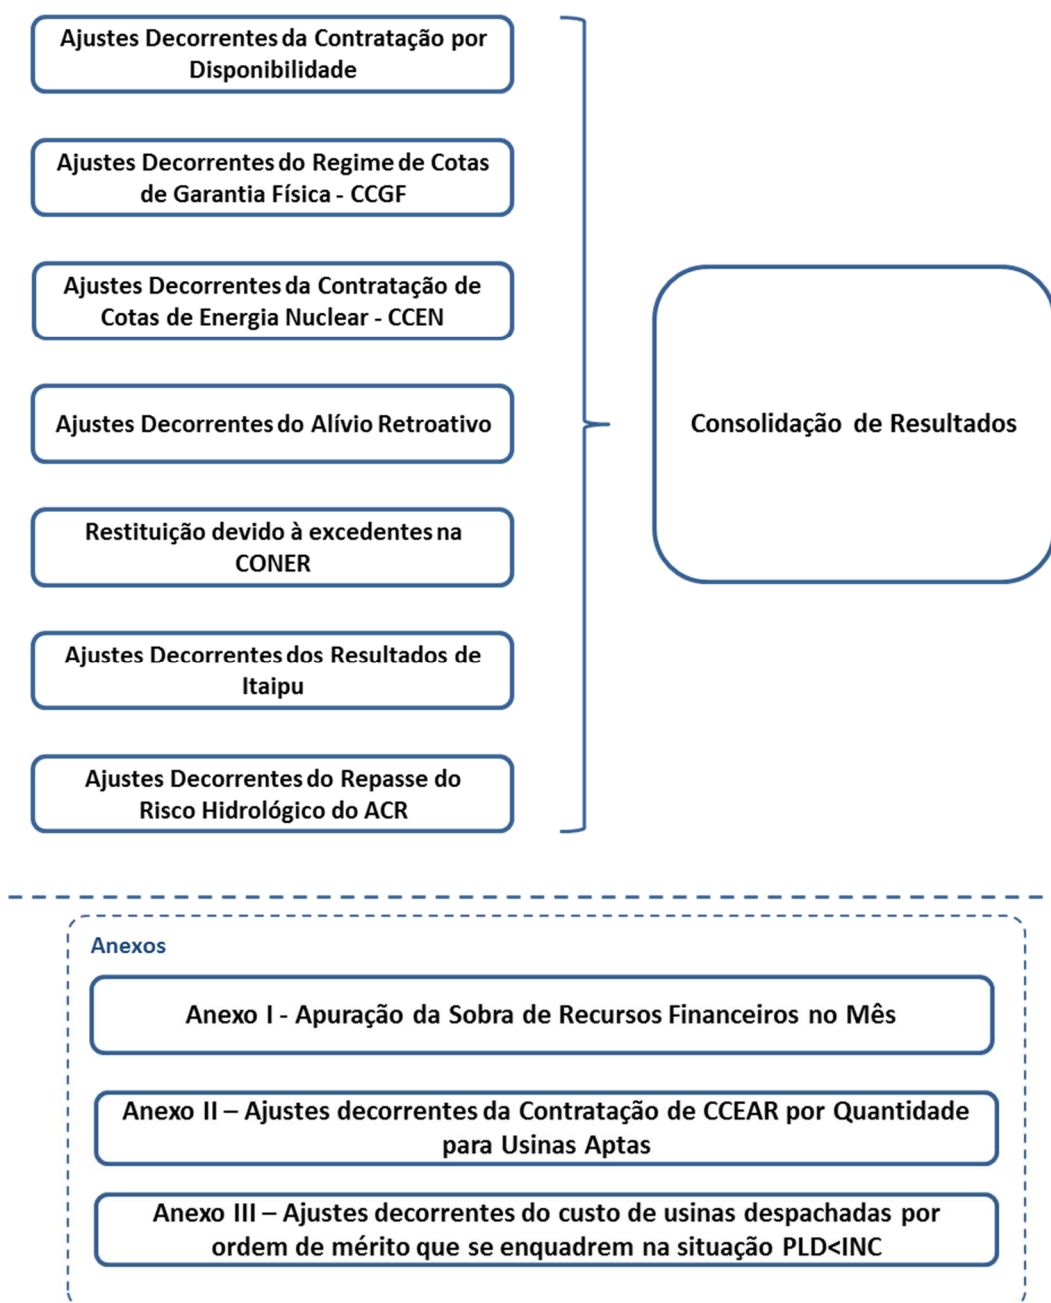 Ajustes Decorrentes da Contratação por
Disponibilidade
Ajustes Decorrentes do Regime de Cotas
de Garantia Física - CCGF
Ajustes Decorrentes da Contratação de
Cotas de Energia Nuclear - CCEN
Ajustes Decorrentes do Alívio Retroativo
Restituição devido à excedentes na
CONER
Ajustes Decorrentes dos Resultados de
Itaipu
Ajustes Decorrentes do Repasse do
Risco Hidrológico do ACR
Consolidação de Resultados
Anexos
Anexo I - Apuração da Sobra de Recursos Financeiros no Mês
Anexo II – Ajustes decorrentes da Contratação de CCEAR por Quantidade
para Usinas Aptas
Anexo III – Ajustes decorrentes do custo de usinas despachadas por
ordem de mérito que se enquadrem na situação PLD<INC